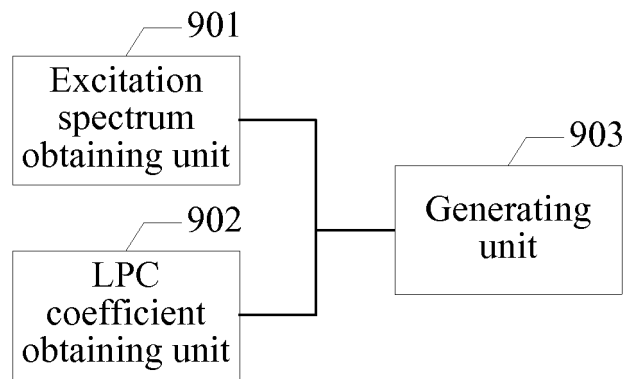 901
Excitation
spectrum
obtaining unit
902
LPC
coefficient
obtaining unit
903
Generating
unit